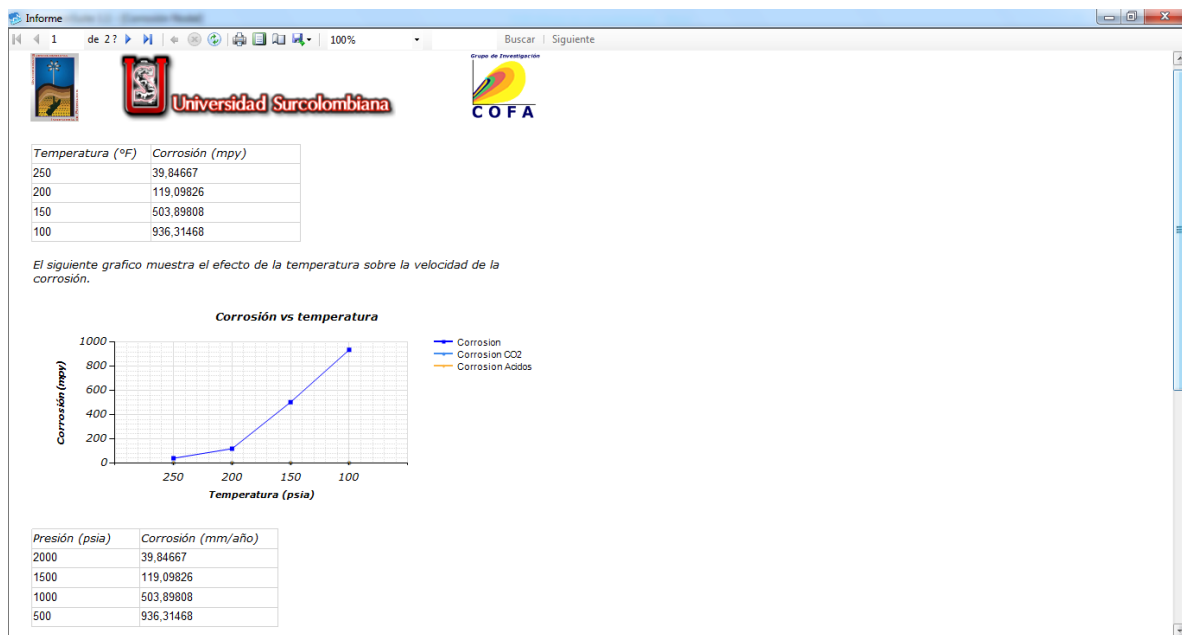 Informe
1 de 2? 100% Buscar | Siguiente
Grupo de Investigación
Universidad Surcolombiana
COFA
Temperatura (°F) Corrosión (mpy)
250 39,84667
200 119,09826
150 503,89808
100 936,31468
El siguiente grafico muestra el efecto de la temperatura sobre la velocidad de la
corrosión.
Corrosión vs temperatura
Corrosión(mpy)
1000
800
600
400
200
0
250 200 150 100
Temperatura (psia)
Corrosion
Corrosion CO2
Corrosion Acidos
Presión (psia) Corrosión (mm/año)
2000 39,84667
1500 119,09826
1000 503,89808
500 936,31468